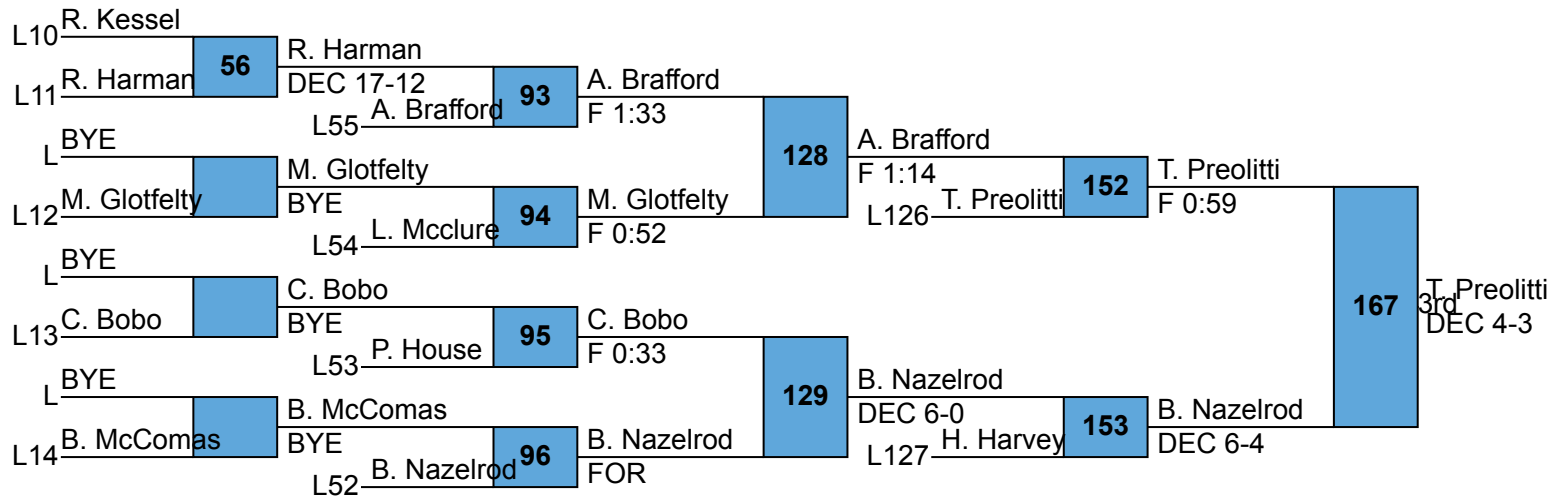 R. Kessel
L10
56
R. Harman
DEC 17-12
R. Harman
L11
93
A. Brafford
F 1:33
A. Brafford
L55
BYE
L
M. Glotfelty
BYE
M. Glotfelty
L12
94
M. Glotfelty
F 0:52
L. Mcclure
L54
128
A. Brafford
F 1:14
T. Preolitti
L126
152
T. Preolitti
F 0:59
BYE
L
C. Bobo
BYE
C. Bobo
L13
95
C. Bobo
F 0:33
P. House
L53
BYE
L
B. McComas
BYE
B. McComas
L14
96
B. Nazelrod
FOR
B. Nazelrod
L52
129
B. Nazelrod
DEC 6-0
H. Harvey
L127
153
B. Nazelrod
DEC 6-4
167
3rd
T. Preolitti
DEC 4-3